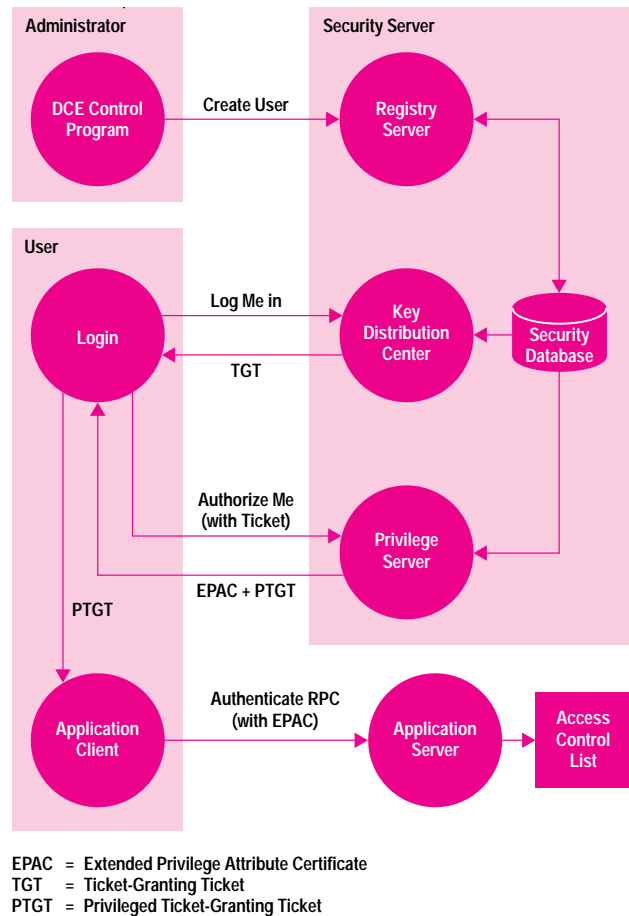 Administrator
Security Server
DCE Control
Program
Create User
Registry
Server
User
Login
Log Me in
TGT
Key
Distribution
Center
Security
Database
Authorize Me
(with Ticket)
Privilege
Server
EPAC + PTGT
PTGT
Application
Client
Authenticate RPC
(with EPAC)
Application
Server
Access
Control
List
EPAC = Extended Privilege Attribute Certificate
TGT = Ticket-Granting Ticket
PTGT = Privileged Ticket-Granting Ticket